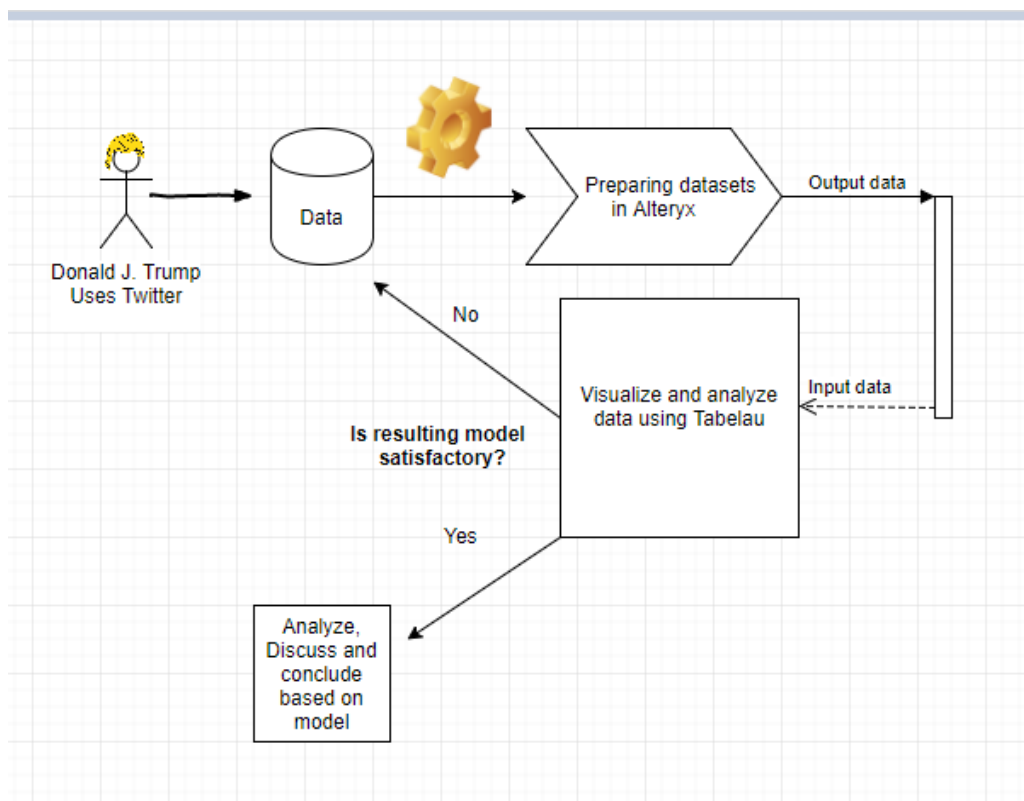 Donald J. Trump
Uses Twitter
Data
Preparing datasets
in Alteryx
Output data
Input data
Visualize and analyze
data using Tabelau
No
Is resulting model
satisfactory?
Yes
Analyze,
Discuss and
conclude
based on
model